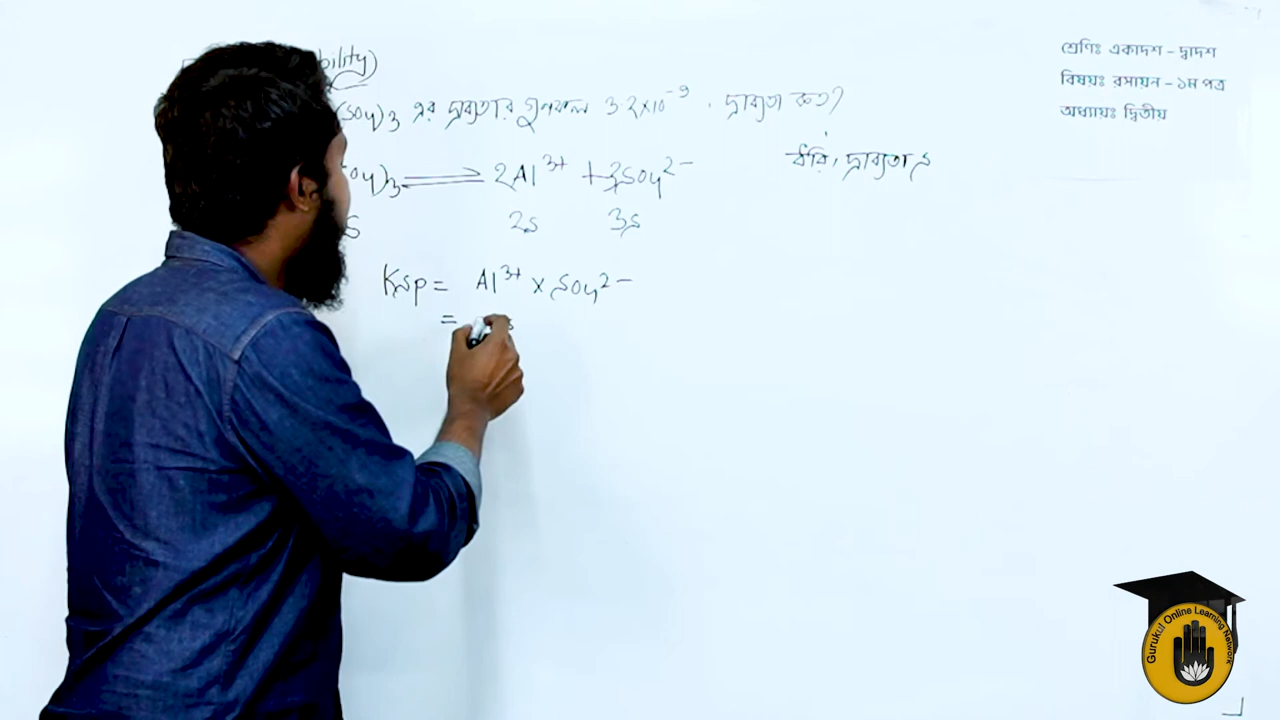 bility)
(SO4)3 এর দ্রাব্যতার গুণফল 3.2×10⁻⁹ . দ্রাব্যতা কত?
ধরি, দ্রাব্যতা S
SO4)3 ⇌ 2Al³⁺ + 3SO4²⁻
S 2S 3S
Ksp = Al³⁺ × SO4²⁻
=
শ্রেণিঃ একাদশ – দ্বাদশ
বিষয়ঃ রসায়ন – ১ম পত্র
অধ্যায়ঃ দ্বিতীয়
Gurukul Online Learning Network